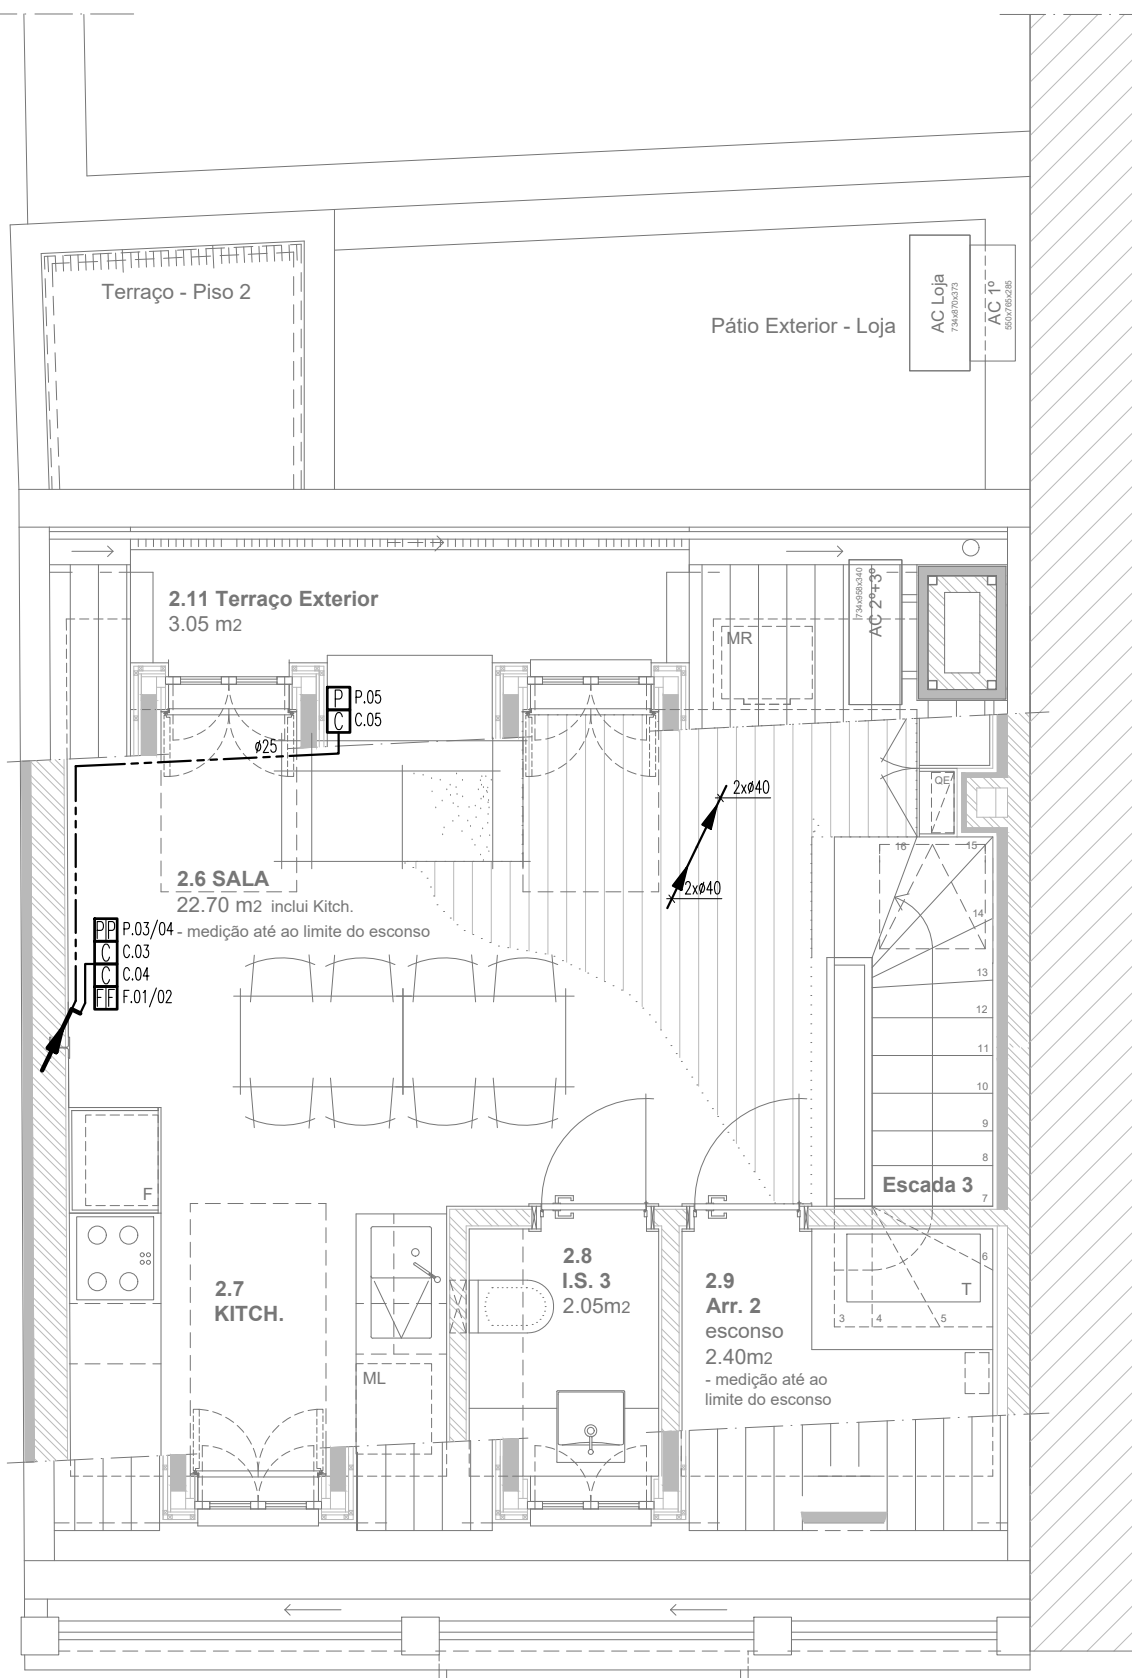 Terraço - Piso 2
Pátio Exterior - Loja
AC Loja
734x870x373
AC 1º
550x765x285
2.11 Terraço Exterior
3.05 m2
734x958x340
AC 2º+3º
MR
P P.05
C C.05
ø25
QE
2xø40
2xø40
2.6 SALA
22.70 m2 inclui Kitch.
- medição até ao limite do esconso
PP P.03/04
C C.03
C C.04
FF F.01/02
16
15
14
13
12
11
10
9
8
7
Escada 3
F
2.7
KITCH.
ML
2.8
I.S. 3
2.05m2
2.9
Arr. 2
esconso
2.40m2
- medição até ao
limite do esconso
6
T
3 4 5